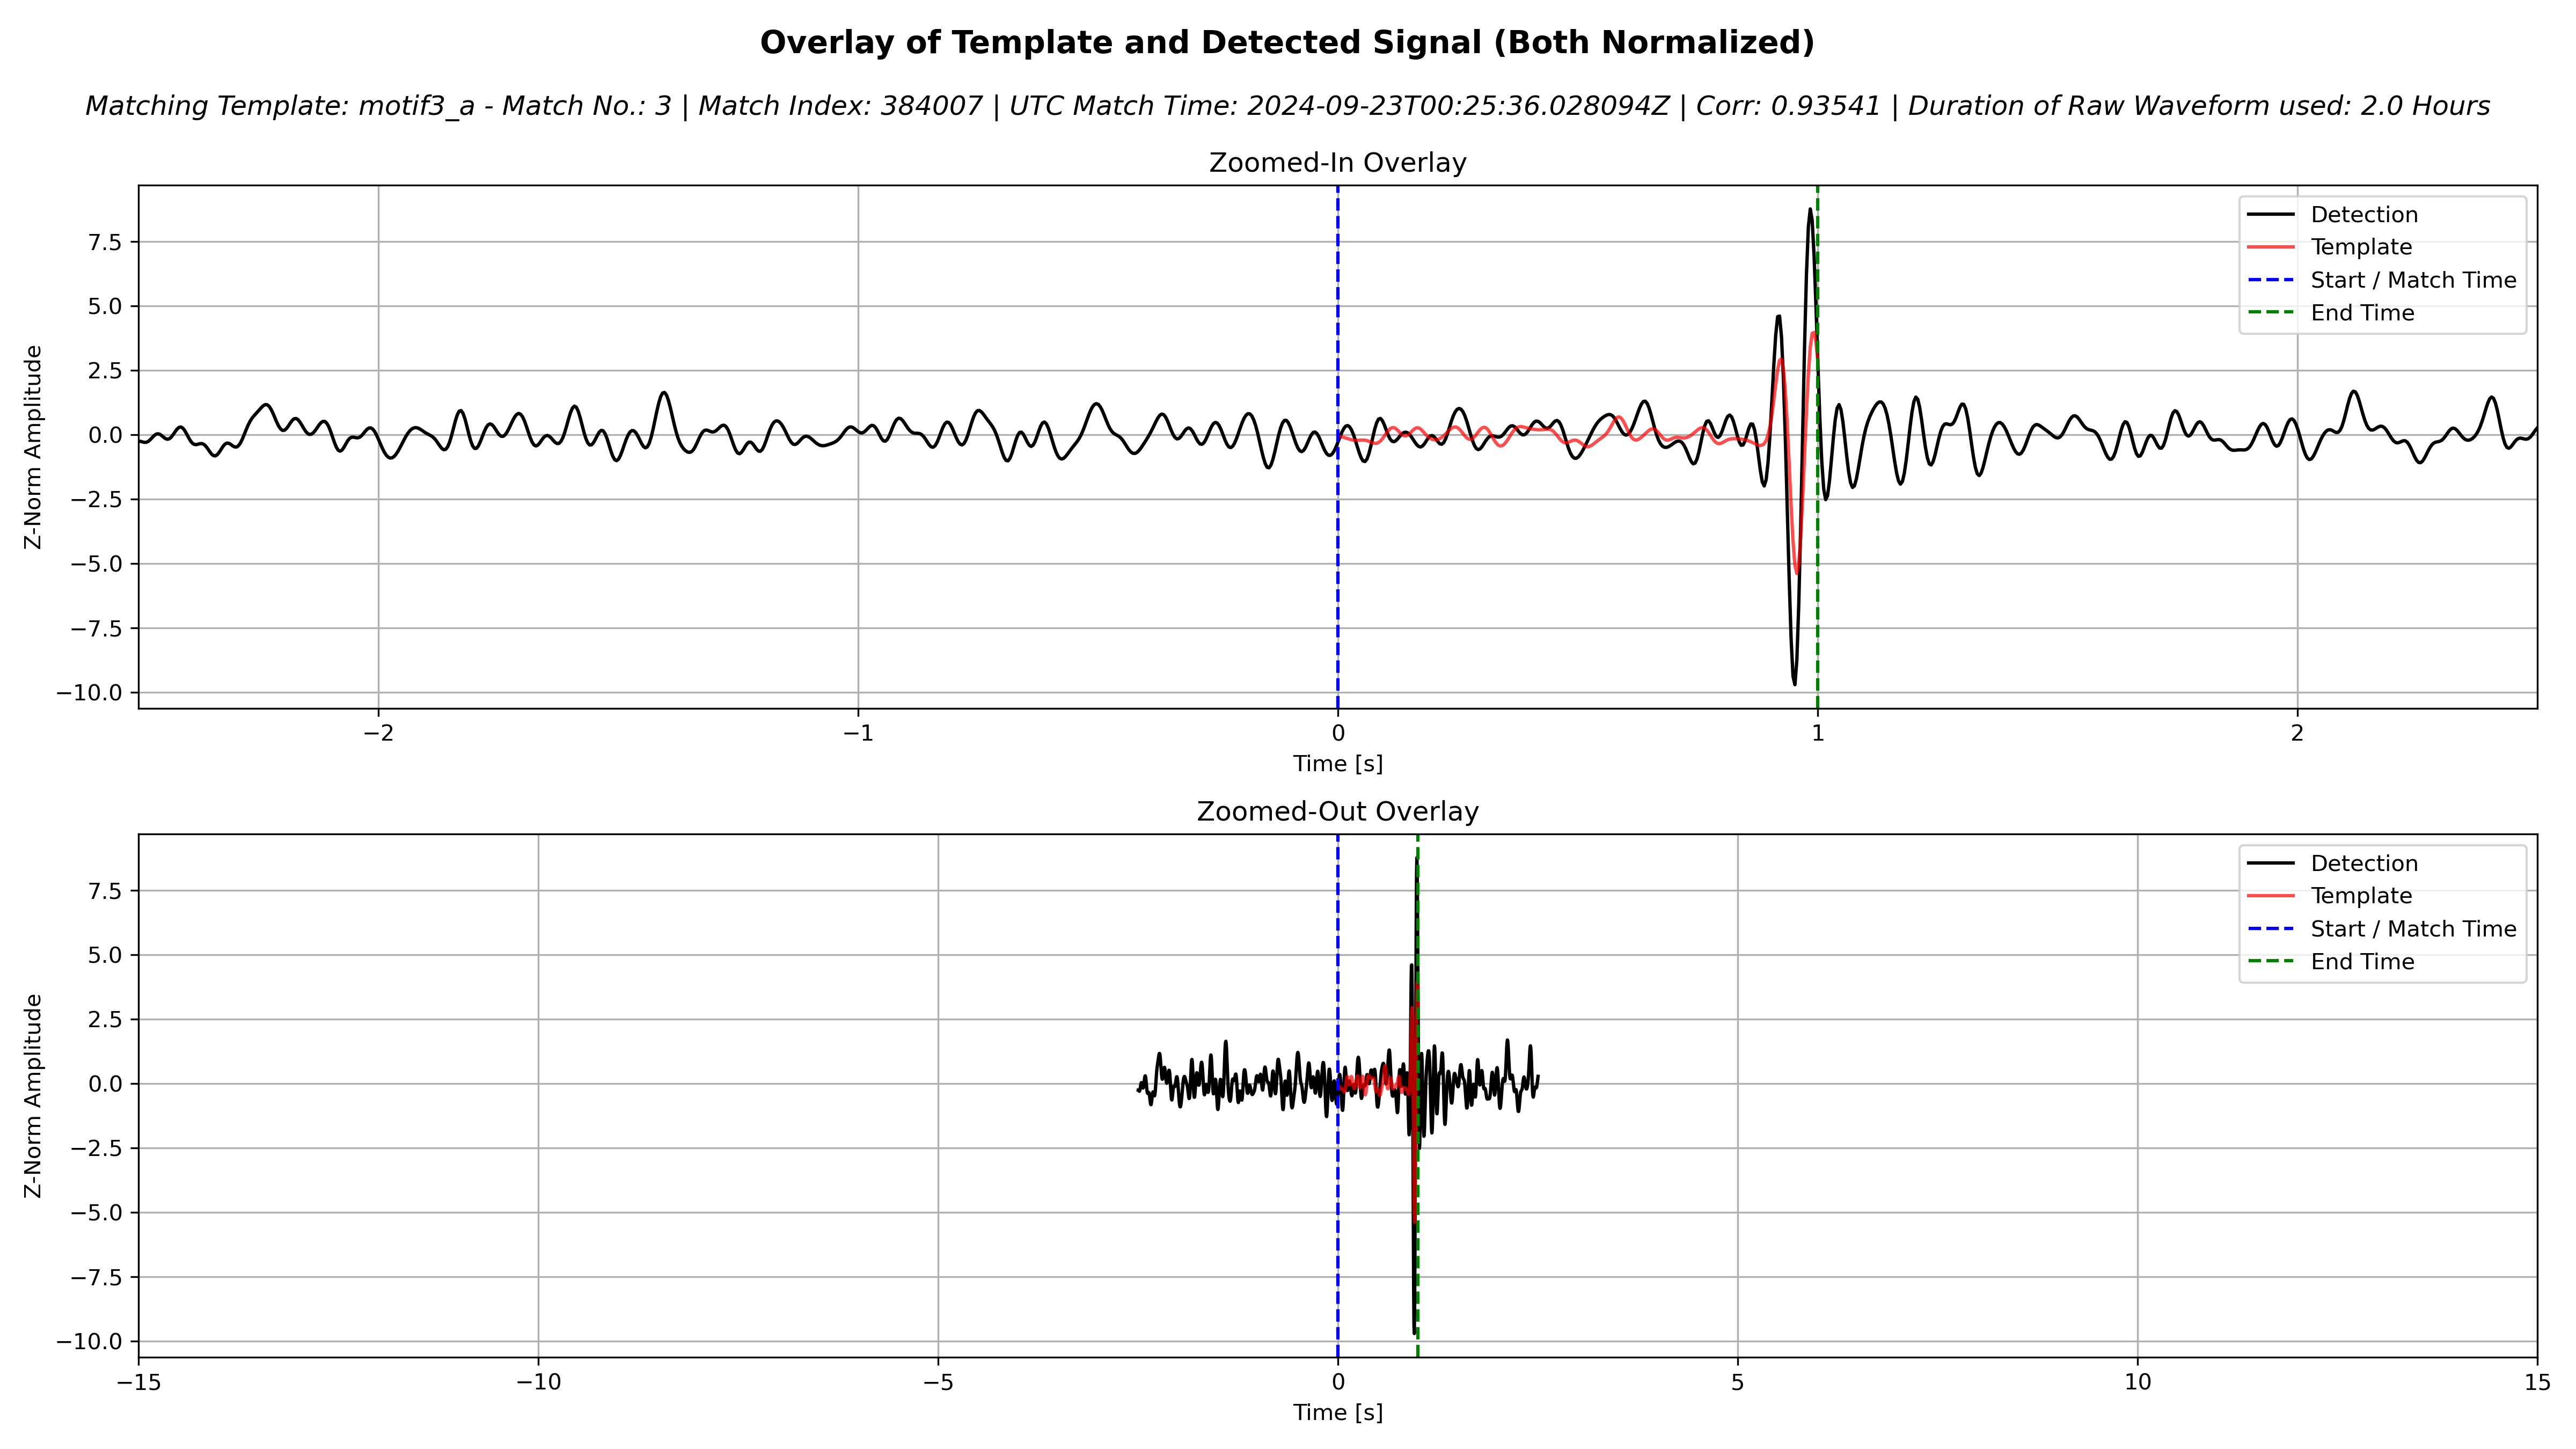 Overlay of Template and Detected Signal (Both Normalized)
Matching Template: motif3_a - Match No.: 3 | Match Index: 384007 | UTC Match Time: 2024-09-23T00:25:36.028094Z | Corr: 0.93541 | Duration of Raw Waveform used: 2.0 Hours
Zoomed-In Overlay
Z-Norm Amplitude
7.5
5.0
2.5
0.0
−2.5
−5.0
−7.5
−10.0
Detection
Template
Start / Match Time
End Time
−2 −1 0 1 2
Time [s]
Zoomed-Out Overlay
Z-Norm Amplitude
7.5
5.0
2.5
0.0
−2.5
−5.0
−7.5
−10.0
Detection
Template
Start / Match Time
End Time
−15 −10 −5 0 5 10 15
Time [s]